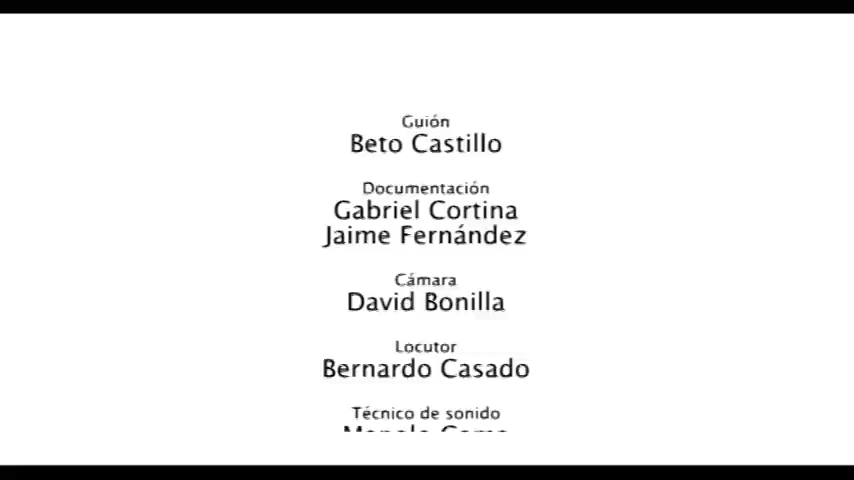 Guión
Beto Castillo
Documentación
Gabriel Cortina
Jaime Fernández
Cámara
David Bonilla
Locutor
Bernardo Casado
Técnico de sonido